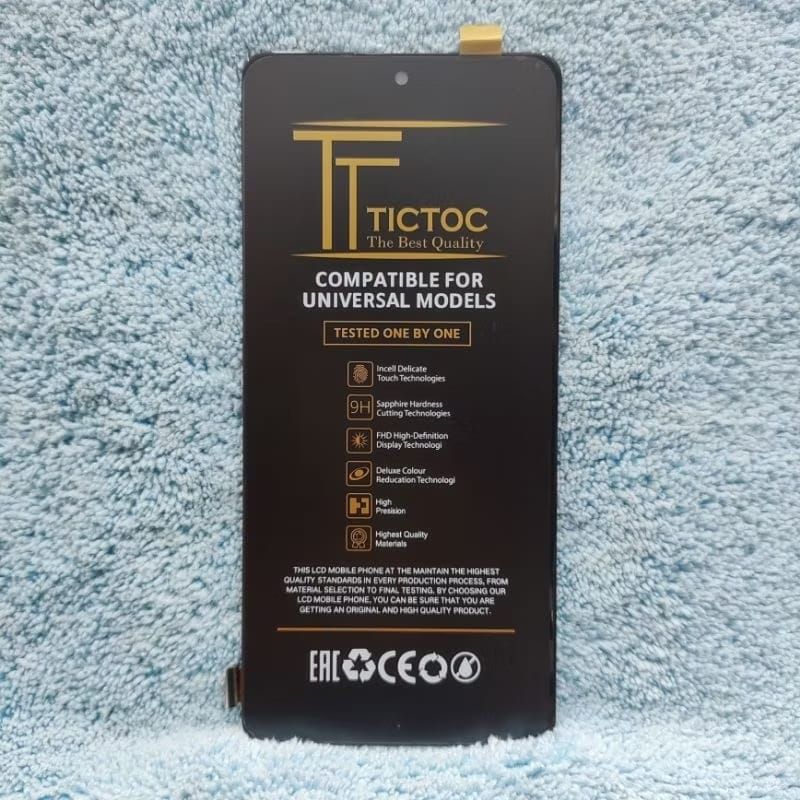 TT
TICTOC
The Best Quality
COMPATIBLE FOR
UNIVERSAL MODELS
TESTED ONE BY ONE
Incell Delicate
Touch Technologies
9H
Sapphire Hardness
Cutting Technologies
FHD High-Definition
Display Technologi
Deluxe Colour
Reducation Technologi
High
Presision
Highest Quality
Materials
THIS LCD MOBILE PHONE AT THE MAINTAIN THE HIGHEST
QUALITY STANDARDS IN EVERY PRODUCTION PROCESS, FROM
MATERIAL SELECTION TO FINAL TESTING. BY CHOOSING OUR
LCD MOBILE PHONE, YOU CAN BE SURE THAT YOU ARE
GETTING AN ORIGINAL AND HIGH QUALITY PRODUCT.
EAC CE